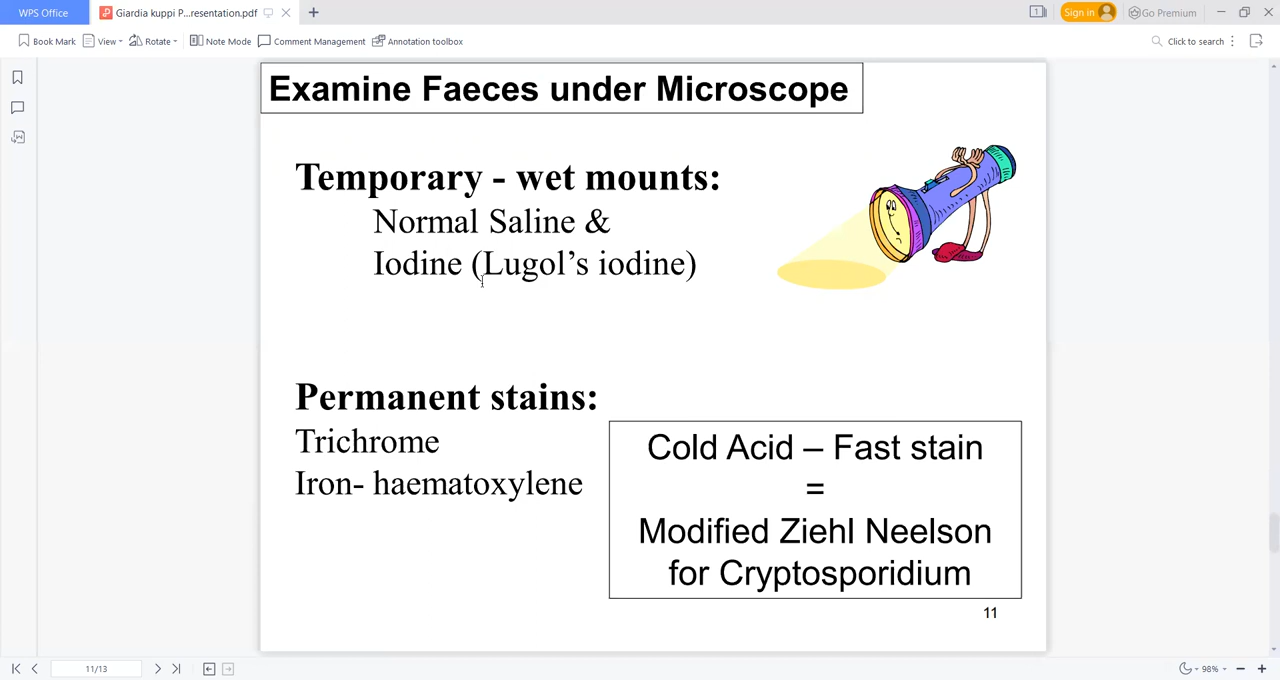 WPS Office
Giardia kuppi P...resentation.pdf
1
Sign in
Go Premium
Book Mark
View
Rotate
Note Mode
Comment Management
Annotation toolbox
Click to search
Examine Faeces under Microscope
Temporary - wet mounts:
Normal Saline &
Iodine (Lugol’s iodine)
Permanent stains:
Trichrome
Iron- haematoxylene
Cold Acid – Fast stain
=
Modified Ziehl Neelson
for Cryptosporidium
11
11/13
98%